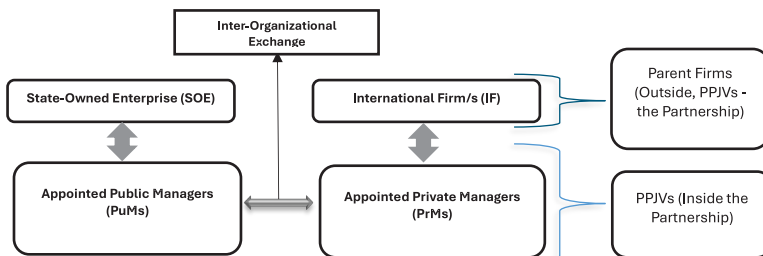 Inter-Organizational
Exchange
State-Owned Enterprise (SOE)
International Firm/s (IF)
Parent Firms
(Outside, PPJVs -
the Partnership)
Appointed Public Managers
(PuMs)
Appointed Private Managers
(PrMs)
PPJVs (Inside the
Partnership)